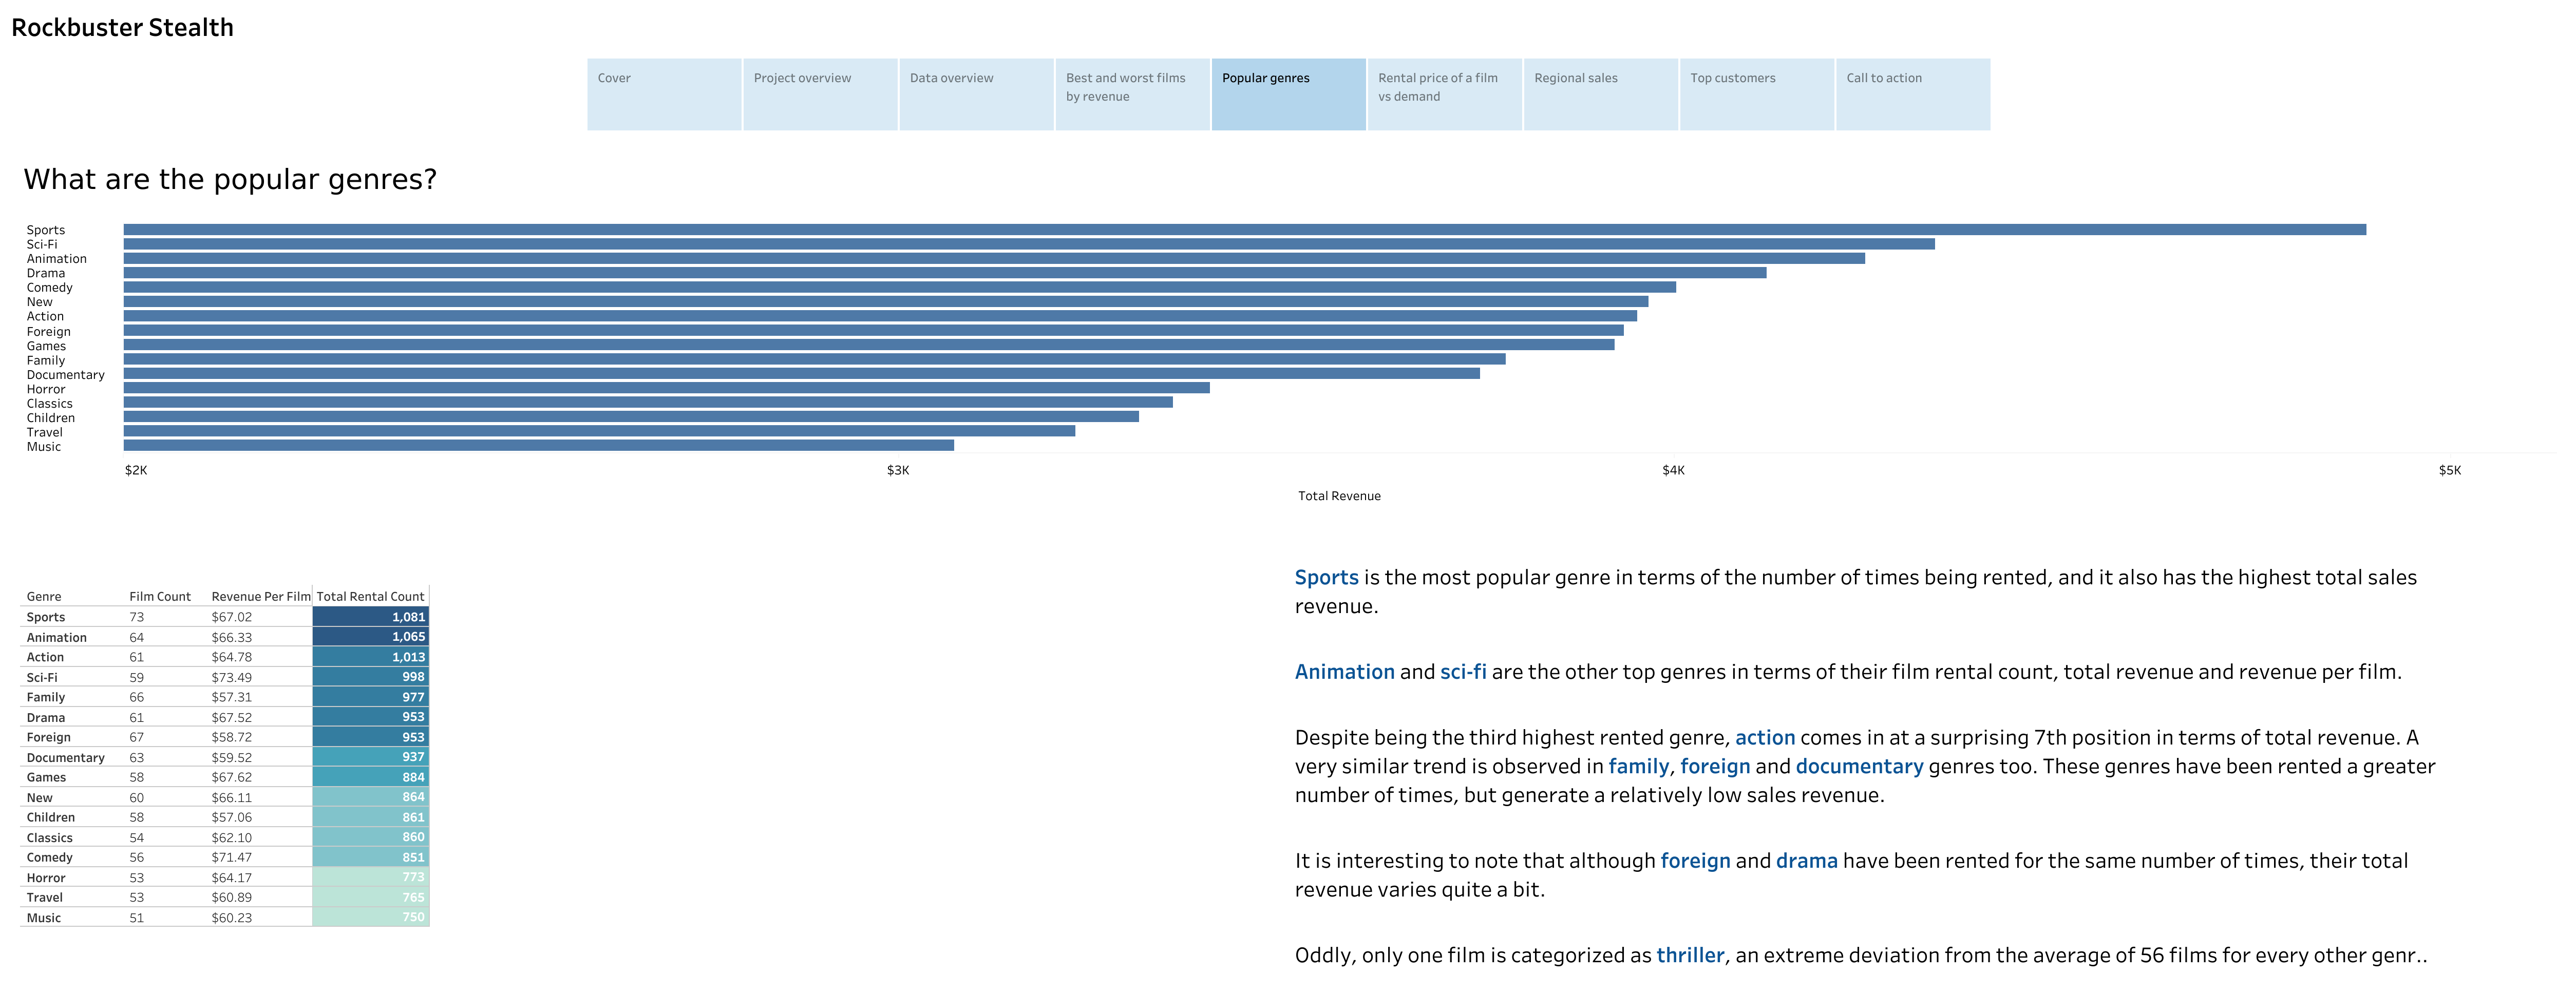 Rockbuster Stealth
Cover
Project overview
Data overview
Best and worst films
by revenue
Popular genres
Rental price of a film
vs demand
Regional sales
Top customers
Call to action
What are the popular genres?
Sports
Sci-Fi
Animation
Drama
Comedy
New
Action
Foreign
Games
Family
Documentary
Horror
Classics
Children
Travel
Music
$2K $3K $4K $5K
Total Revenue
Genre Film Count Revenue Per Film Total Rental Count
Sports 73 $67.02 1,081
Animation 64 $66.33 1,065
Action 61 $64.78 1,013
Sci-Fi 59 $73.49 998
Family 66 $57.31 977
Drama 61 $67.52 953
Foreign 67 $58.72 953
Documentary 63 $59.52 937
Games 58 $67.62 884
New 60 $66.11 864
Children 58 $57.06 861
Classics 54 $62.10 860
Comedy 56 $71.47 851
Horror 53 $64.17 773
Travel 53 $60.89 765
Music 51 $60.23 750
Sports is the most popular genre in terms of the number of times being rented, and it also has the highest total sales
revenue.
Animation and sci-fi are the other top genres in terms of their film rental count, total revenue and revenue per film.
Despite being the third highest rented genre, action comes in at a surprising 7th position in terms of total revenue. A
very similar trend is observed in family, foreign and documentary genres too. These genres have been rented a greater
number of times, but generate a relatively low sales revenue.
It is interesting to note that although foreign and drama have been rented for the same number of times, their total
revenue varies quite a bit.
Oddly, only one film is categorized as thriller, an extreme deviation from the average of 56 films for every other genr..